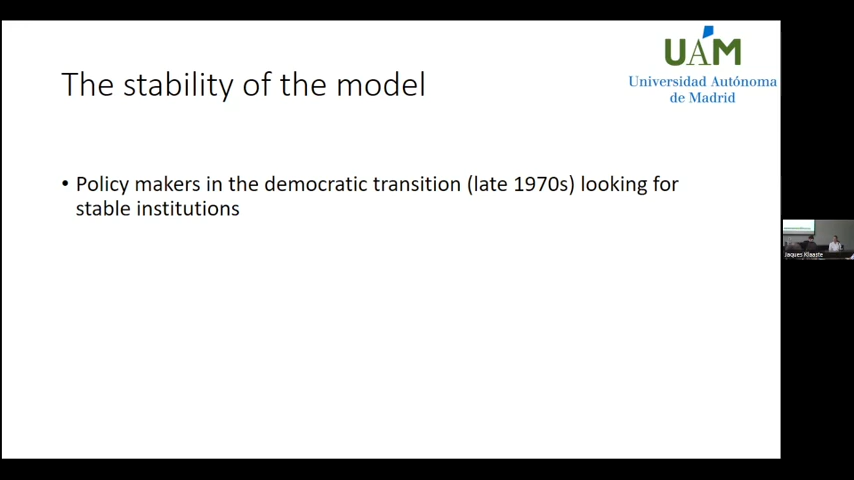 UAM
Universidad Autónoma
de Madrid
The stability of the model
• Policy makers in the democratic transition (late 1970s) looking for
stable institutions
Jaques Klaaste